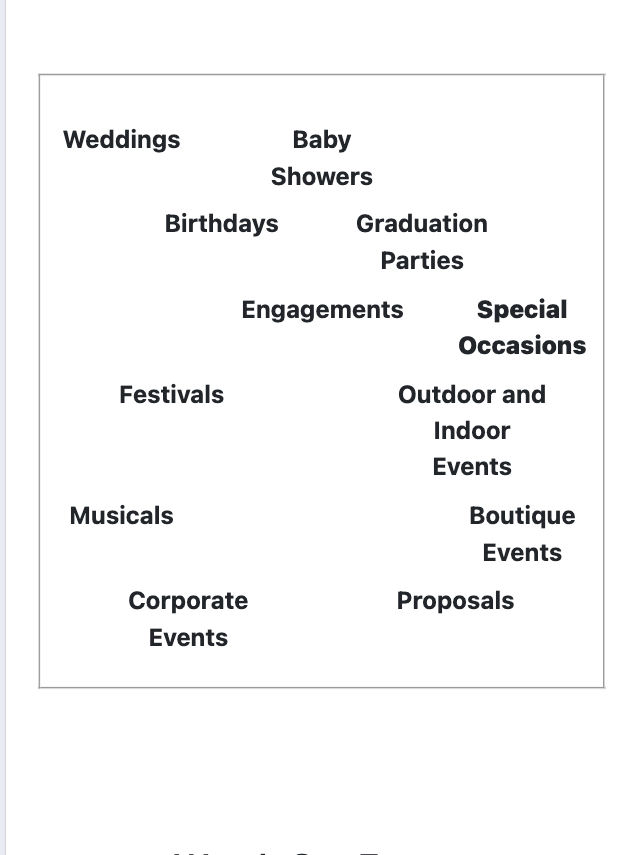 Weddings Baby
Showers
Birthdays Graduation
Parties
Engagements Special
Occasions
Festivals Outdoor and
Indoor
Events
Musicals Boutique
Events
Corporate Proposals
Events